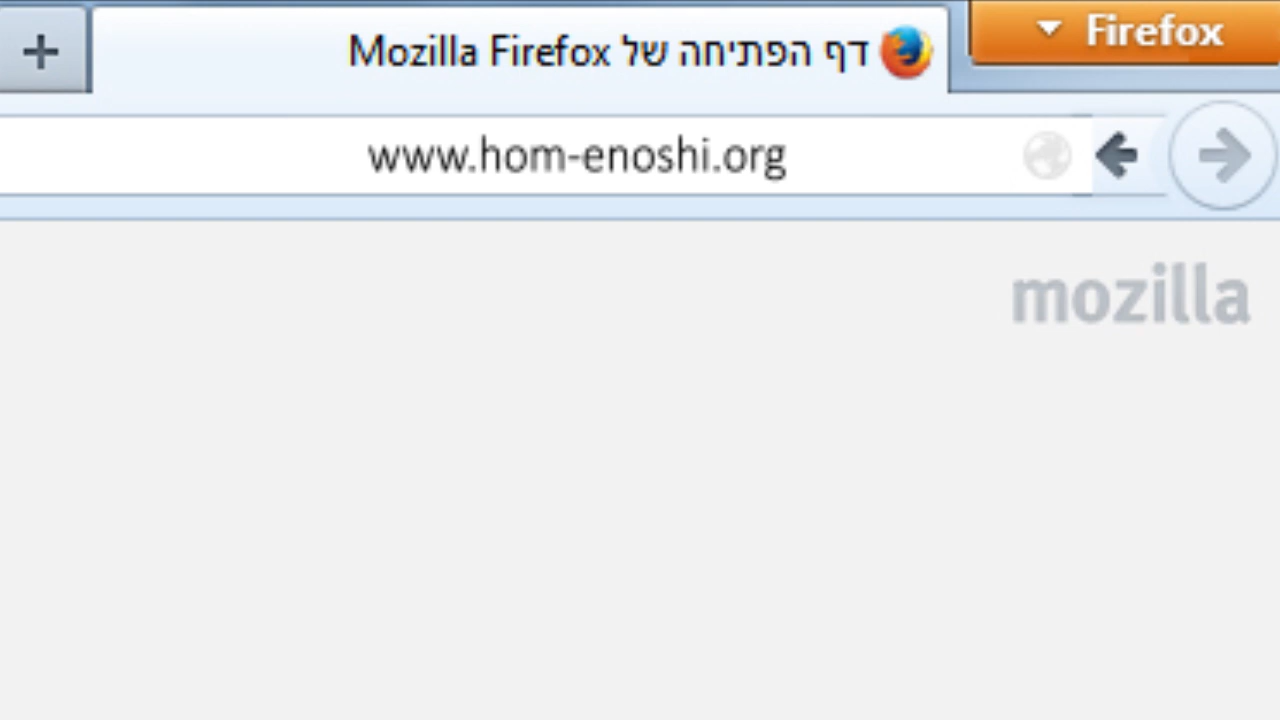 Firefox
דף הפתיחה של Mozilla Firefox
www.hom-enoshi.org
mozilla